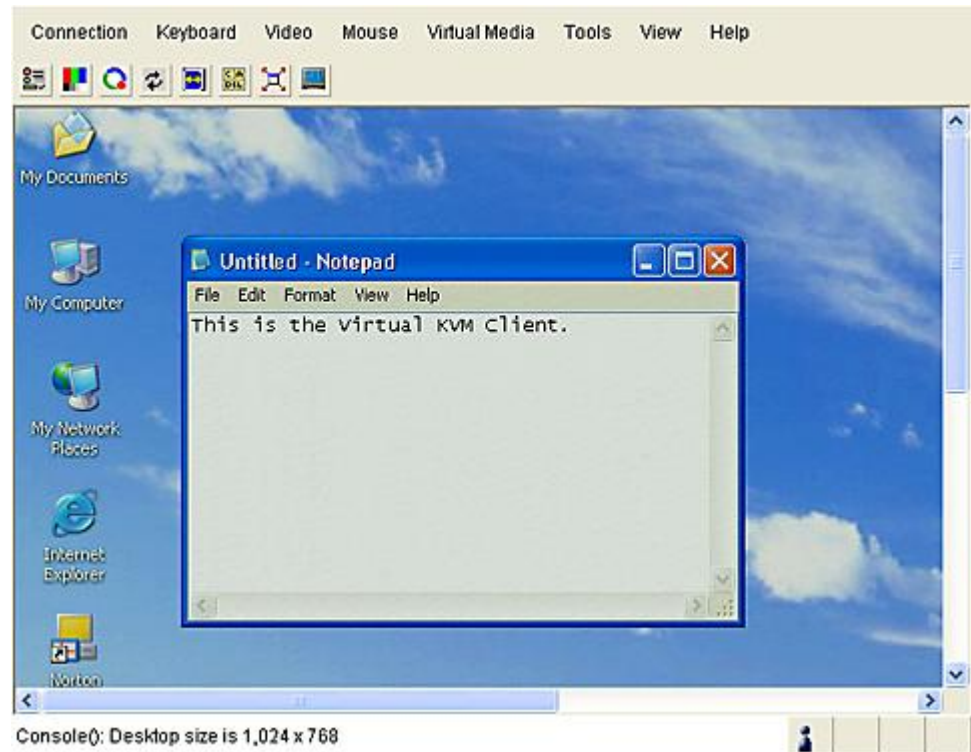 Connection Keyboard Video Mouse Virtual Media Tools View Help
My Documents
My Computer
My Network
Places
Internet
Explorer
Norton
Untitled - Notepad
File Edit Format View Help
This is the Virtual KVM Client.
Console(): Desktop size is 1,024 x 768